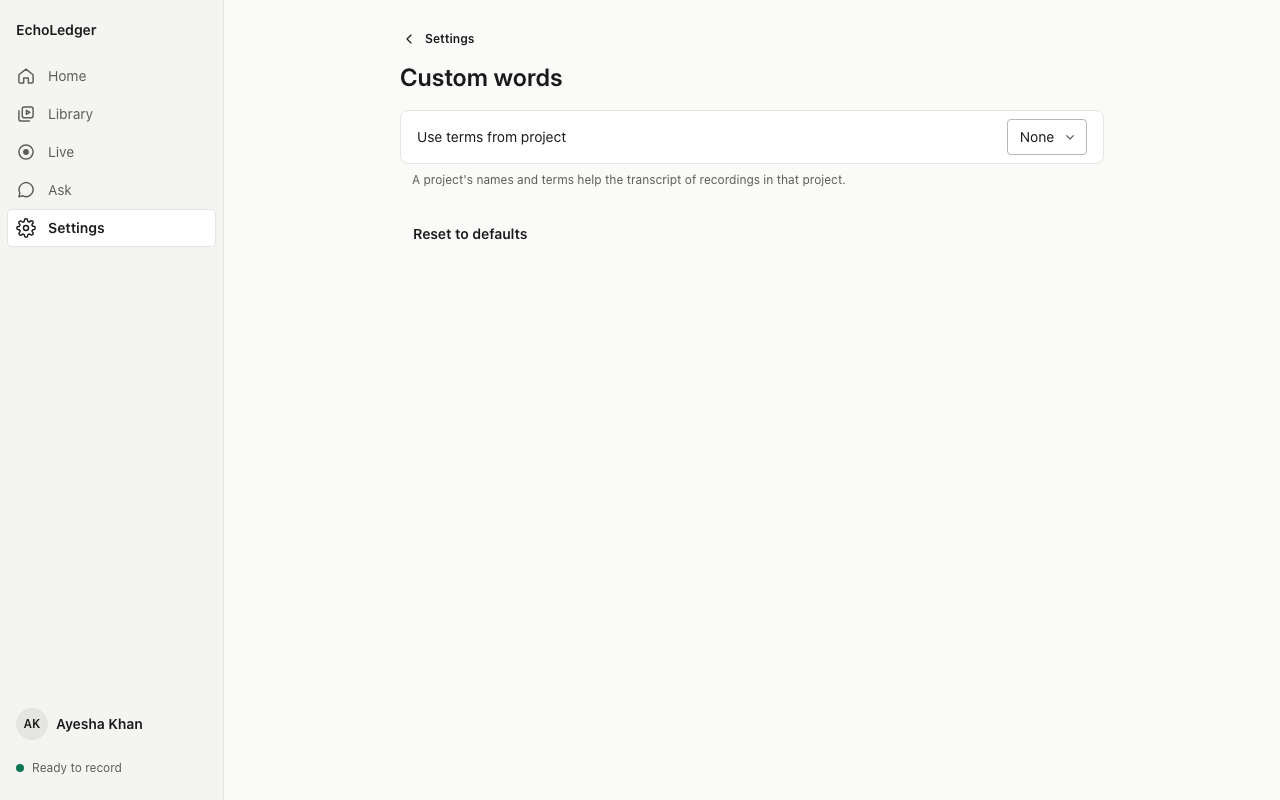 EchoLedger
Home
Library
Live
Ask
Settings
AK
Ayesha Khan
Ready to record
Settings
Custom words
Use terms from project
None
A project's names and terms help the transcript of recordings in that project.
Reset to defaults